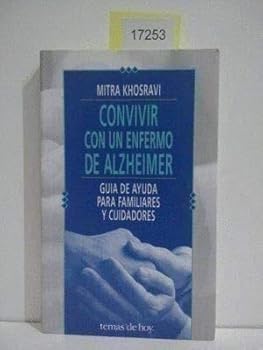 17253
MITRA KHOSRAVI
CONVIVIR
CON UN ENFERMO
DE ALZHEIMER
GUIA DE AYUDA
PARA FAMILIARES
Y CUIDADORES
temas de hoy.